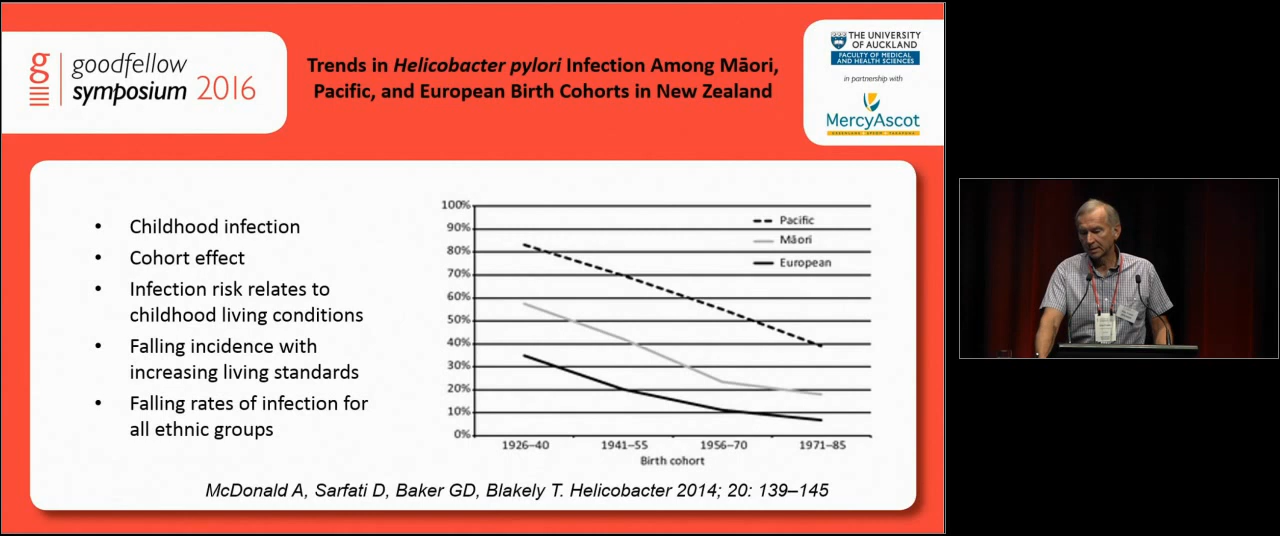 goodfellow
symposium 2016
Trends in Helicobacter pylori Infection Among Māori,
Pacific, and European Birth Cohorts in New Zealand
THE UNIVERSITY
OF AUCKLAND
FACULTY OF MEDICAL
AND HEALTH SCIENCES
in partnership with
MercyAscot
• Childhood infection
• Cohort effect
• Infection risk relates to
childhood living conditions
• Falling incidence with
increasing living standards
• Falling rates of infection for
all ethnic groups
100%
90%
80%
70%
60%
50%
40%
30%
20%
10%
0%
Pacific
Māori
European
1926–40 1941–55 1956–70 1971–85
Birth cohort
McDonald A, Sarfati D, Baker GD, Blakely T. Helicobacter 2014; 20: 139–145